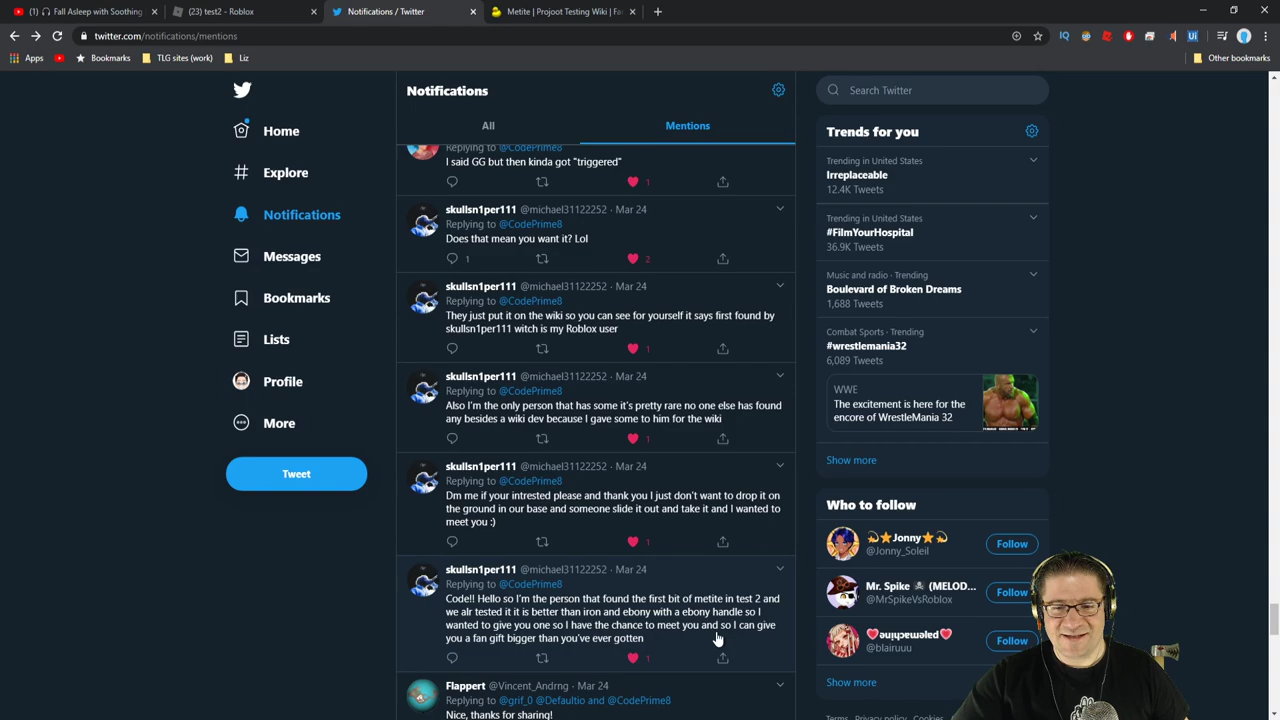 (1) 🎧 Fall Asleep with Soothing
(23) test2 - Roblox
Notifications / Twitter
Metite | Projoot Testing Wiki | Fan
twitter.com/notifications/mentions
Apps
Bookmarks
TLG sites (work)
Liz
Other bookmarks
Home
Explore
Notifications
Messages
Bookmarks
Lists
Profile
More
Tweet
Notifications
All
Mentions
Replying to @CodePrime8
I said GG but then kinda got "triggered"
1
skullsn1per111 @michael31122252 · Mar 24
Replying to @CodePrime8
Does that mean you want it? Lol
1
2
skullsn1per111 @michael31122252 · Mar 24
Replying to @CodePrime8
They just put it on the wiki so you can see for yourself it says first found by
skullsn1per111 witch is my Roblox user
1
skullsn1per111 @michael31122252 · Mar 24
Replying to @CodePrime8
Also I'm the only person that has some it's pretty rare no one else has found
any besides a wiki dev because I gave some to him for the wiki
1
skullsn1per111 @michael31122252 · Mar 24
Replying to @CodePrime8
Dm me if your intrested please and thank you I just don't want to drop it on
the ground in our base and someone slide it out and take it and I wanted to
meet you :)
1
skullsn1per111 @michael31122252 · Mar 24
Replying to @CodePrime8
Code!! Hello so I'm the person that found the first bit of metite in test 2 and
we alr tested it it is better than iron and ebony with a ebony handle so I
wanted to give you one so I have the chance to meet you and so I can give
you a fan gift bigger than you've ever gotten
1
Flappert @Vincent_Andrng · Mar 24
Replying to @grif_0 @Defaultio and @CodePrime8
Nice, thanks for sharing!
Search Twitter
Trends for you
Trending in United States
Irreplaceable
12.4K Tweets
Trending in United States
#FilmYourHospital
36.9K Tweets
Music and radio · Trending
Boulevard of Broken Dreams
1,688 Tweets
Combat Sports · Trending
#wrestlemania32
6,089 Tweets
WWE
The excitement is here for the
encore of WrestleMania 32
Show more
Who to follow
💫⭐Jonny⭐💫
@Jonny_Soleil
Follow
Mr. Spike ☠ (MELOD...
@MrSpikeVsRoblox
Follow
@blairuuu
Follow
Show more
Terms Privacy policy Cookies